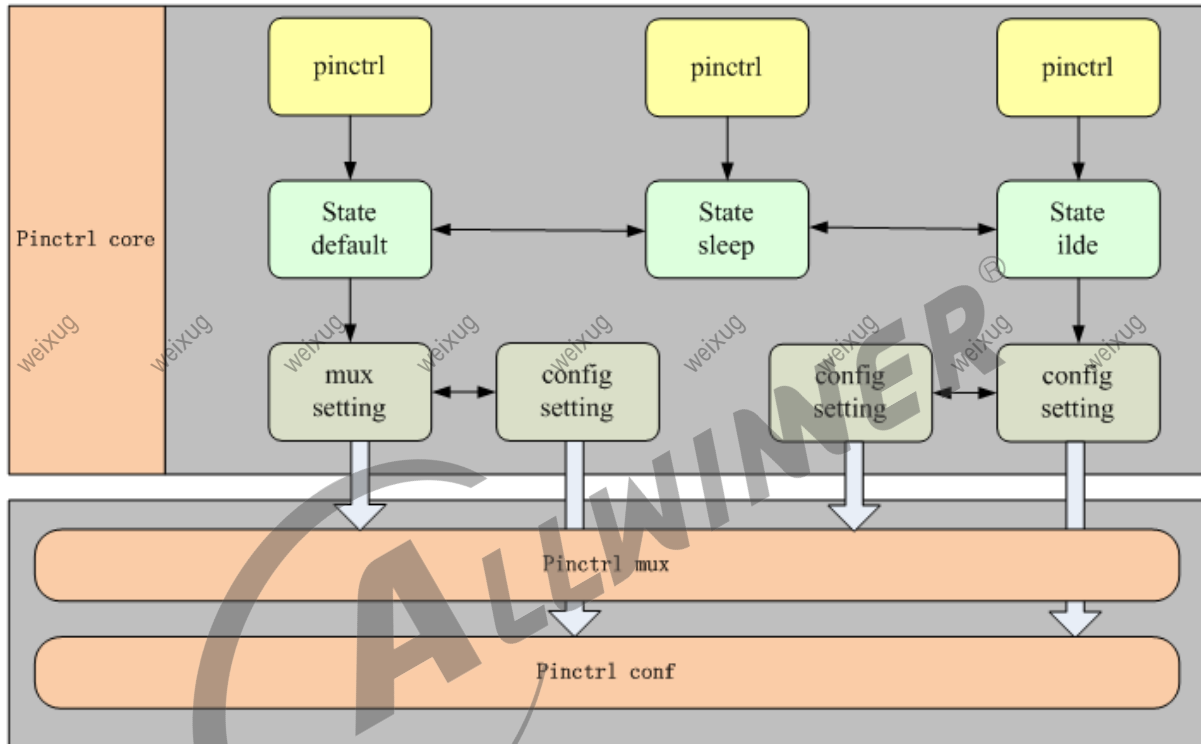 pinctrl
pinctrl
pinctrl
State
default
State
sleep
State
ilde
Pinctrl core
weixug
weixug
weixug
weixug
weixug
weixug
weixug
weixug
weixug
mux
setting
config
setting
config
setting
config
setting
ALLWINNER®
Pinctrl mux
Pinctrl conf